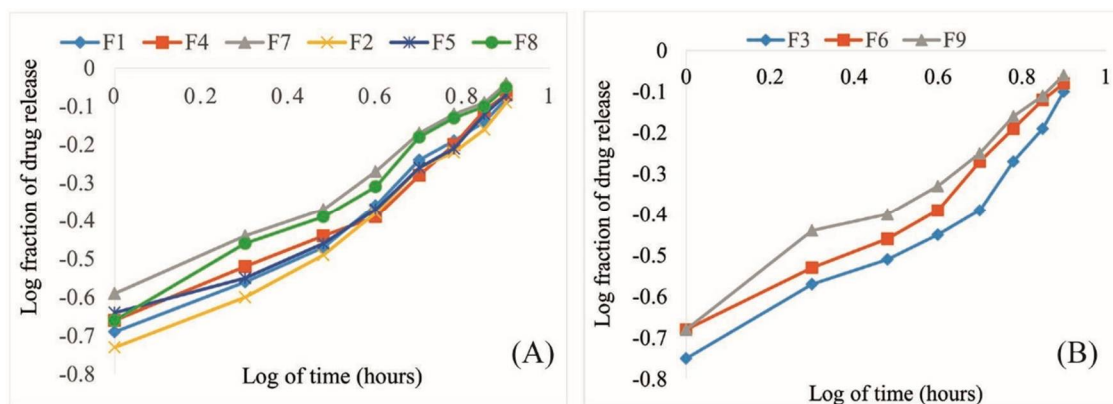 F1 F4 F7 F2 F5 F8
0
0 0.2 0.4 0.6 0.8 1
-0.1
-0.2
-0.3
-0.4
-0.5
-0.6
-0.7
-0.8
Log fraction of drug release
Log of time (hours)
(A)
F3 F6 F9
0
0 0.2 0.4 0.6 0.8 1
-0.1
-0.2
-0.3
-0.4
-0.5
-0.6
-0.7
-0.8
Log fraction of drug release
Log of time (hours)
(B)